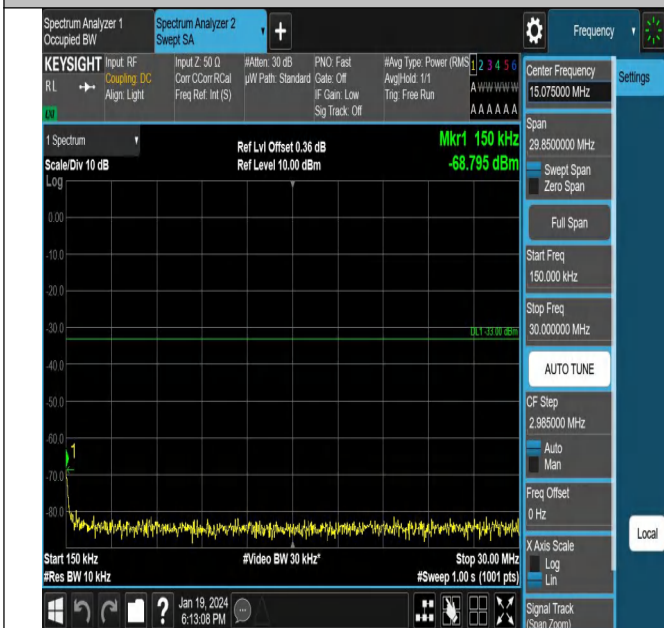 Spectrum Analyzer 1
Occupied BW
Spectrum Analyzer 2
Swept SA
Frequency
KEYSIGHT
RL
Input: RF
Coupling: DC
Align: Light
Input Z: 50 Ω
Corr CCorr RCal
Freq Ref: Int (S)
#Atten: 30 dB
µW Path: Standard
PNO: Fast
Gate: Off
IF Gain: Low
Sig Track: Off
#Avg Type: Power (RMS
Avg|Hold: 1/1
Trig: Free Run
1 2 3 4 5 6
A W W W W W
A A A A A A
1 Spectrum
Scale/Div 10 dB
Ref Lvl Offset 0.36 dB
Ref Level 10.00 dBm
Mkr1 150 kHz
-68.795 dBm
Log
0.00
-10.0
-20.0
-30.0
DL1 -33.00 dBm
-40.0
-50.0
-60.0
1
-70.0
-80.0
Start 150 kHz
#Video BW 30 kHz*
Stop 30.00 MHz
#Res BW 10 kHz
#Sweep 1.00 s (1001 pts)
Jan 19, 2024
6:13:08 PM
Center Frequency
15.075000 MHz
Settings
Span
29.8500000 MHz
Swept Span
Zero Span
Full Span
Start Freq
150.000 kHz
Stop Freq
30.000000 MHz
AUTO TUNE
CF Step
2.985000 MHz
Auto
Man
Freq Offset
0 Hz
Local
X Axis Scale
Log
Lin
Signal Track
(Span Zoom)